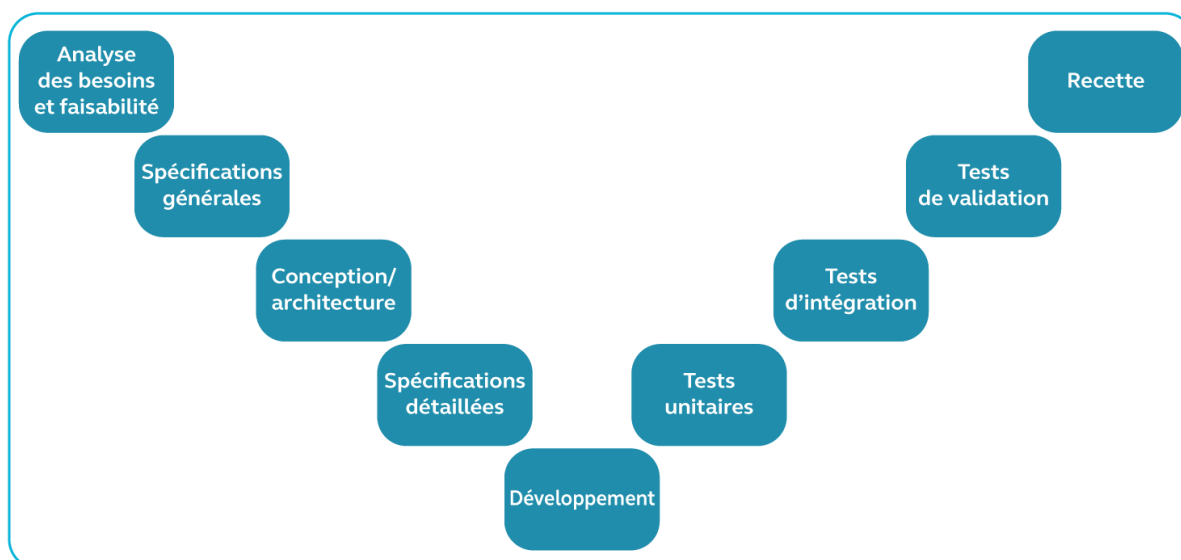 Analyse
des besoins
et faisabilité
Recette
Spécifications
générales
Tests
de validation
Conception/
architecture
Tests
d’intégration
Spécifications
détaillées
Tests
unitaires
Développement